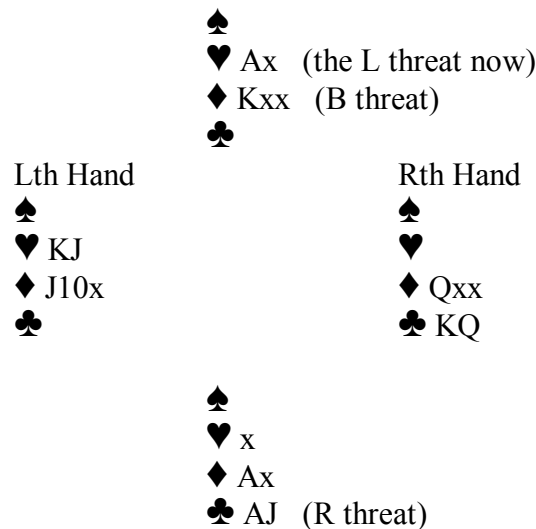 ♠
♥ Ax (the L threat now)
♦ Kxx (B threat)
♣
Lth Hand Rth Hand
♠ ♠
♥ KJ ♥
♦ J10x ♦ Qxx
♣ ♣ KQ
♠
♥ x
♦ Ax
♣ AJ (R threat)